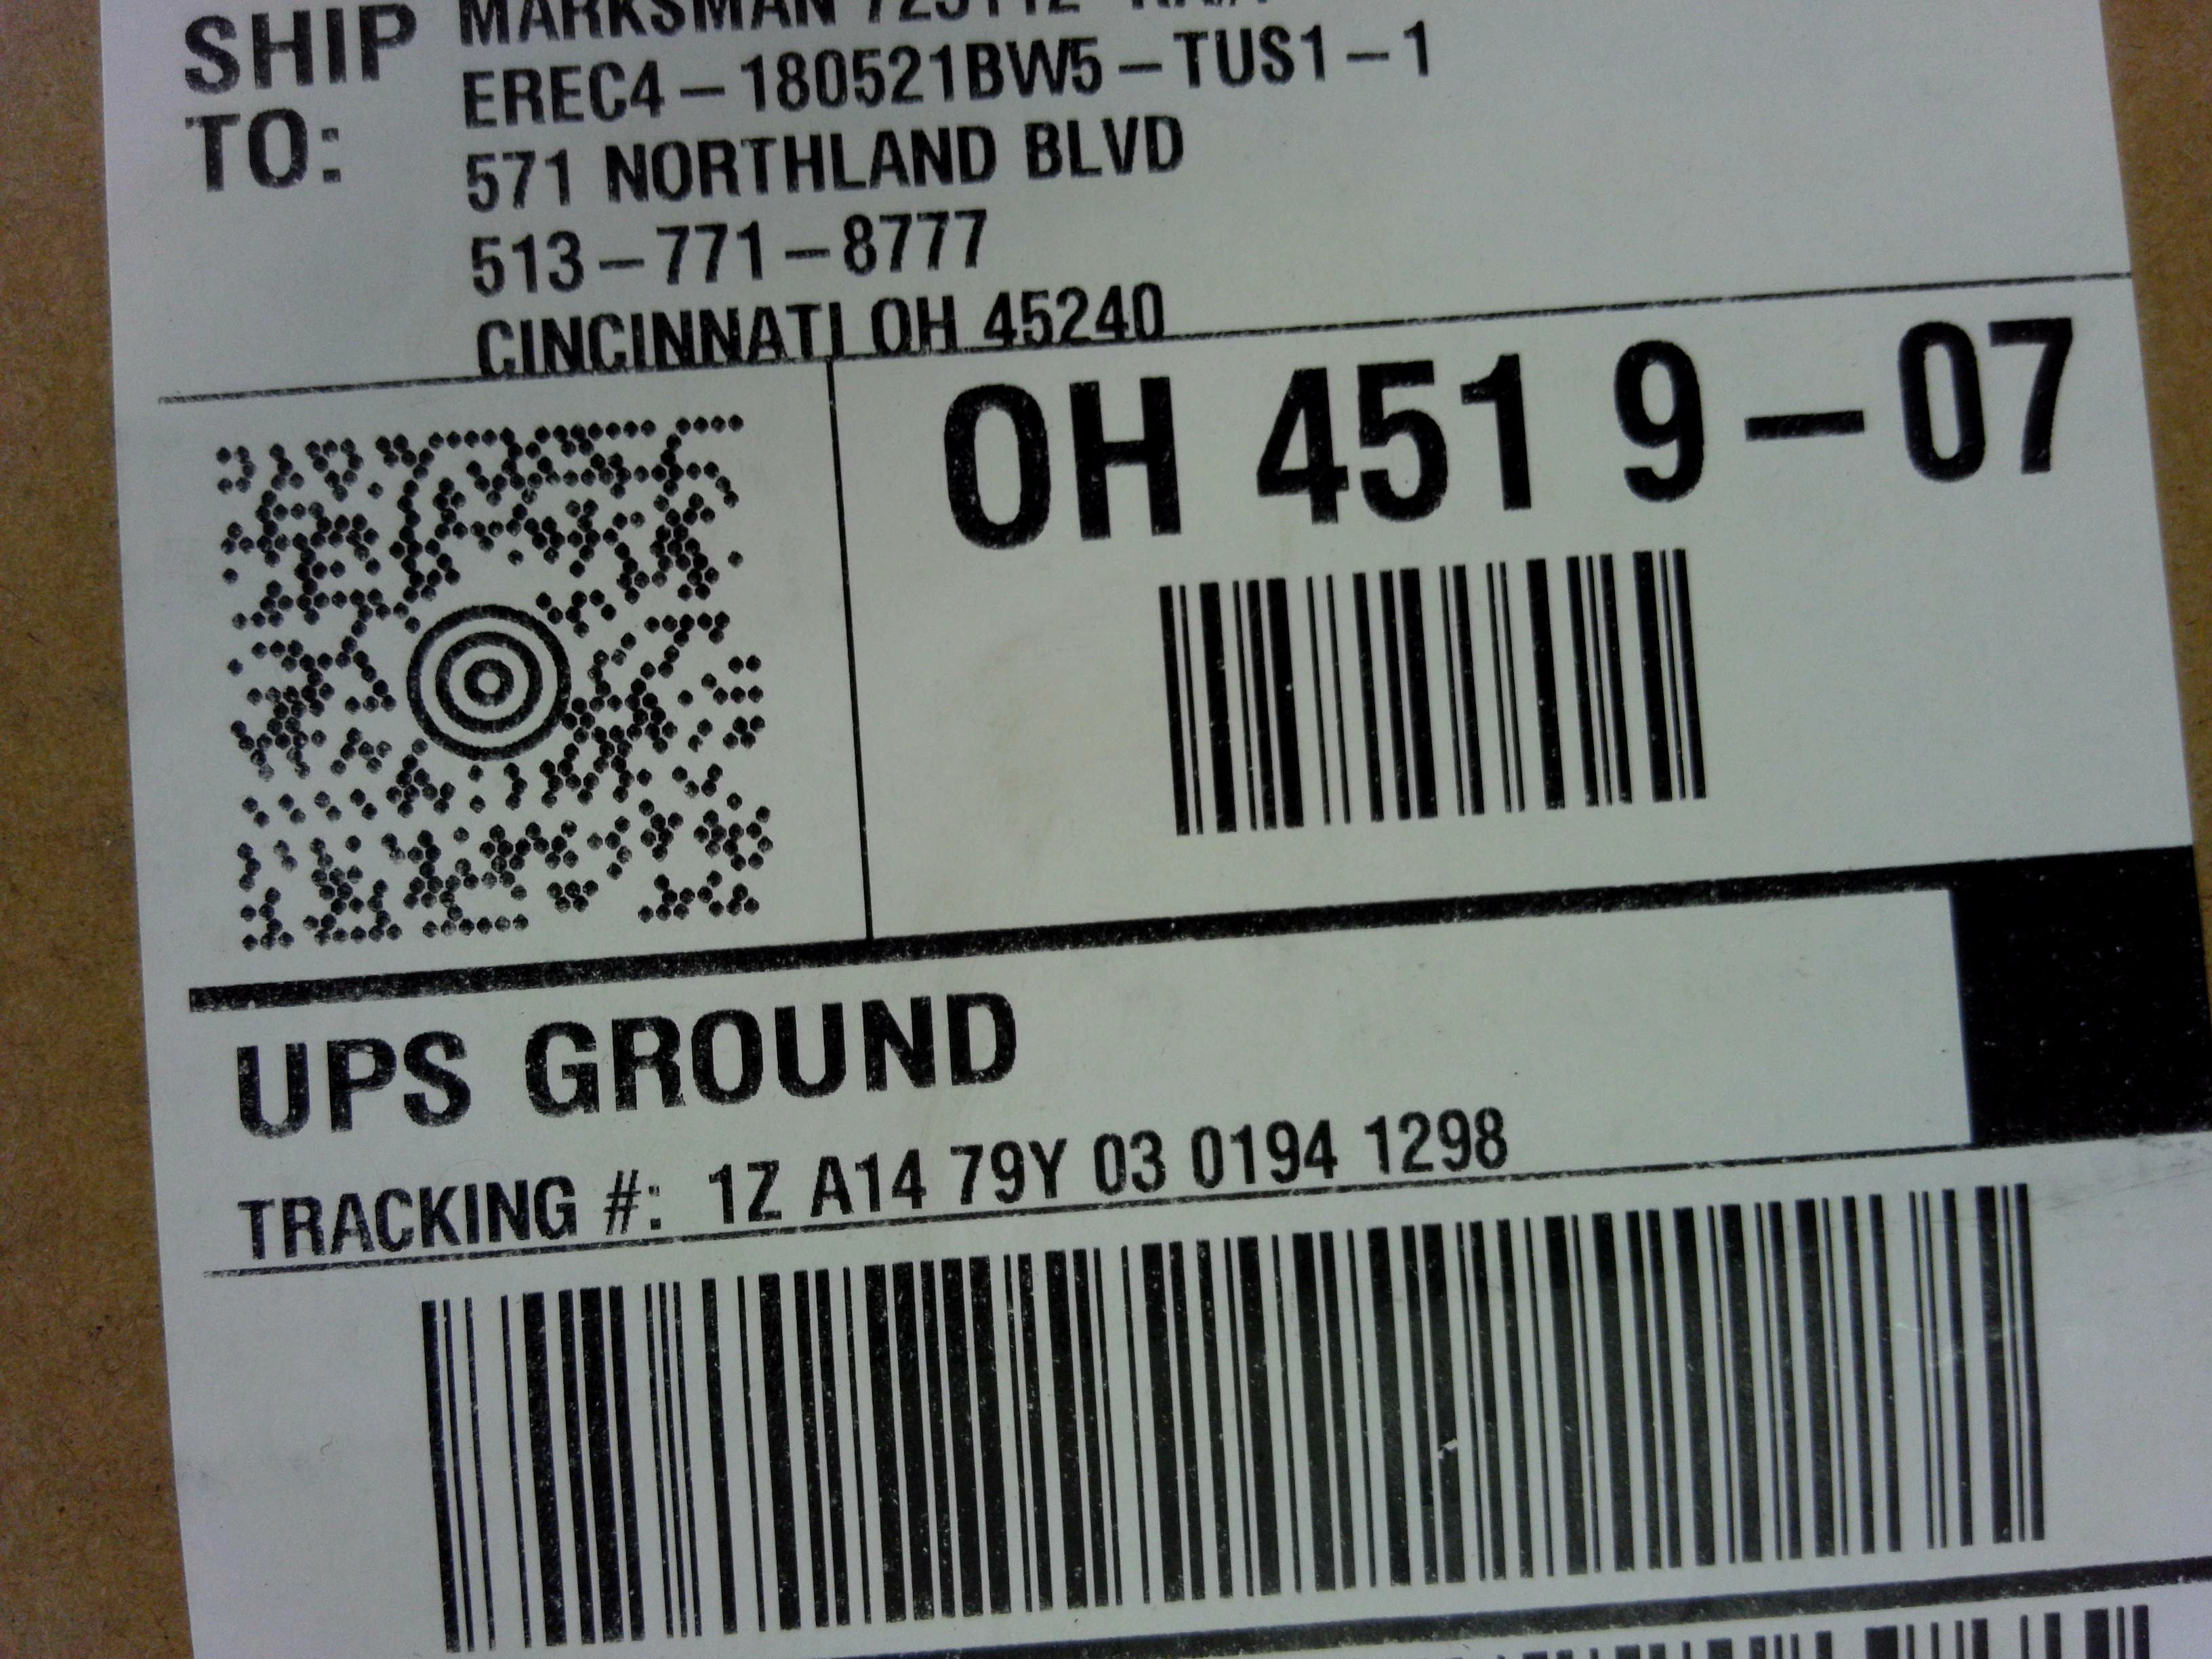 SHIP TO:
MARKSMAN
EREC4-180521BW5-TUS1-1
571 NORTHLAND BLVD
513-771-8777
CINCINNATI OH 45240
OH 451 9-07
UPS GROUND
TRACKING #: 1Z A14 79Y 03 0194 1298